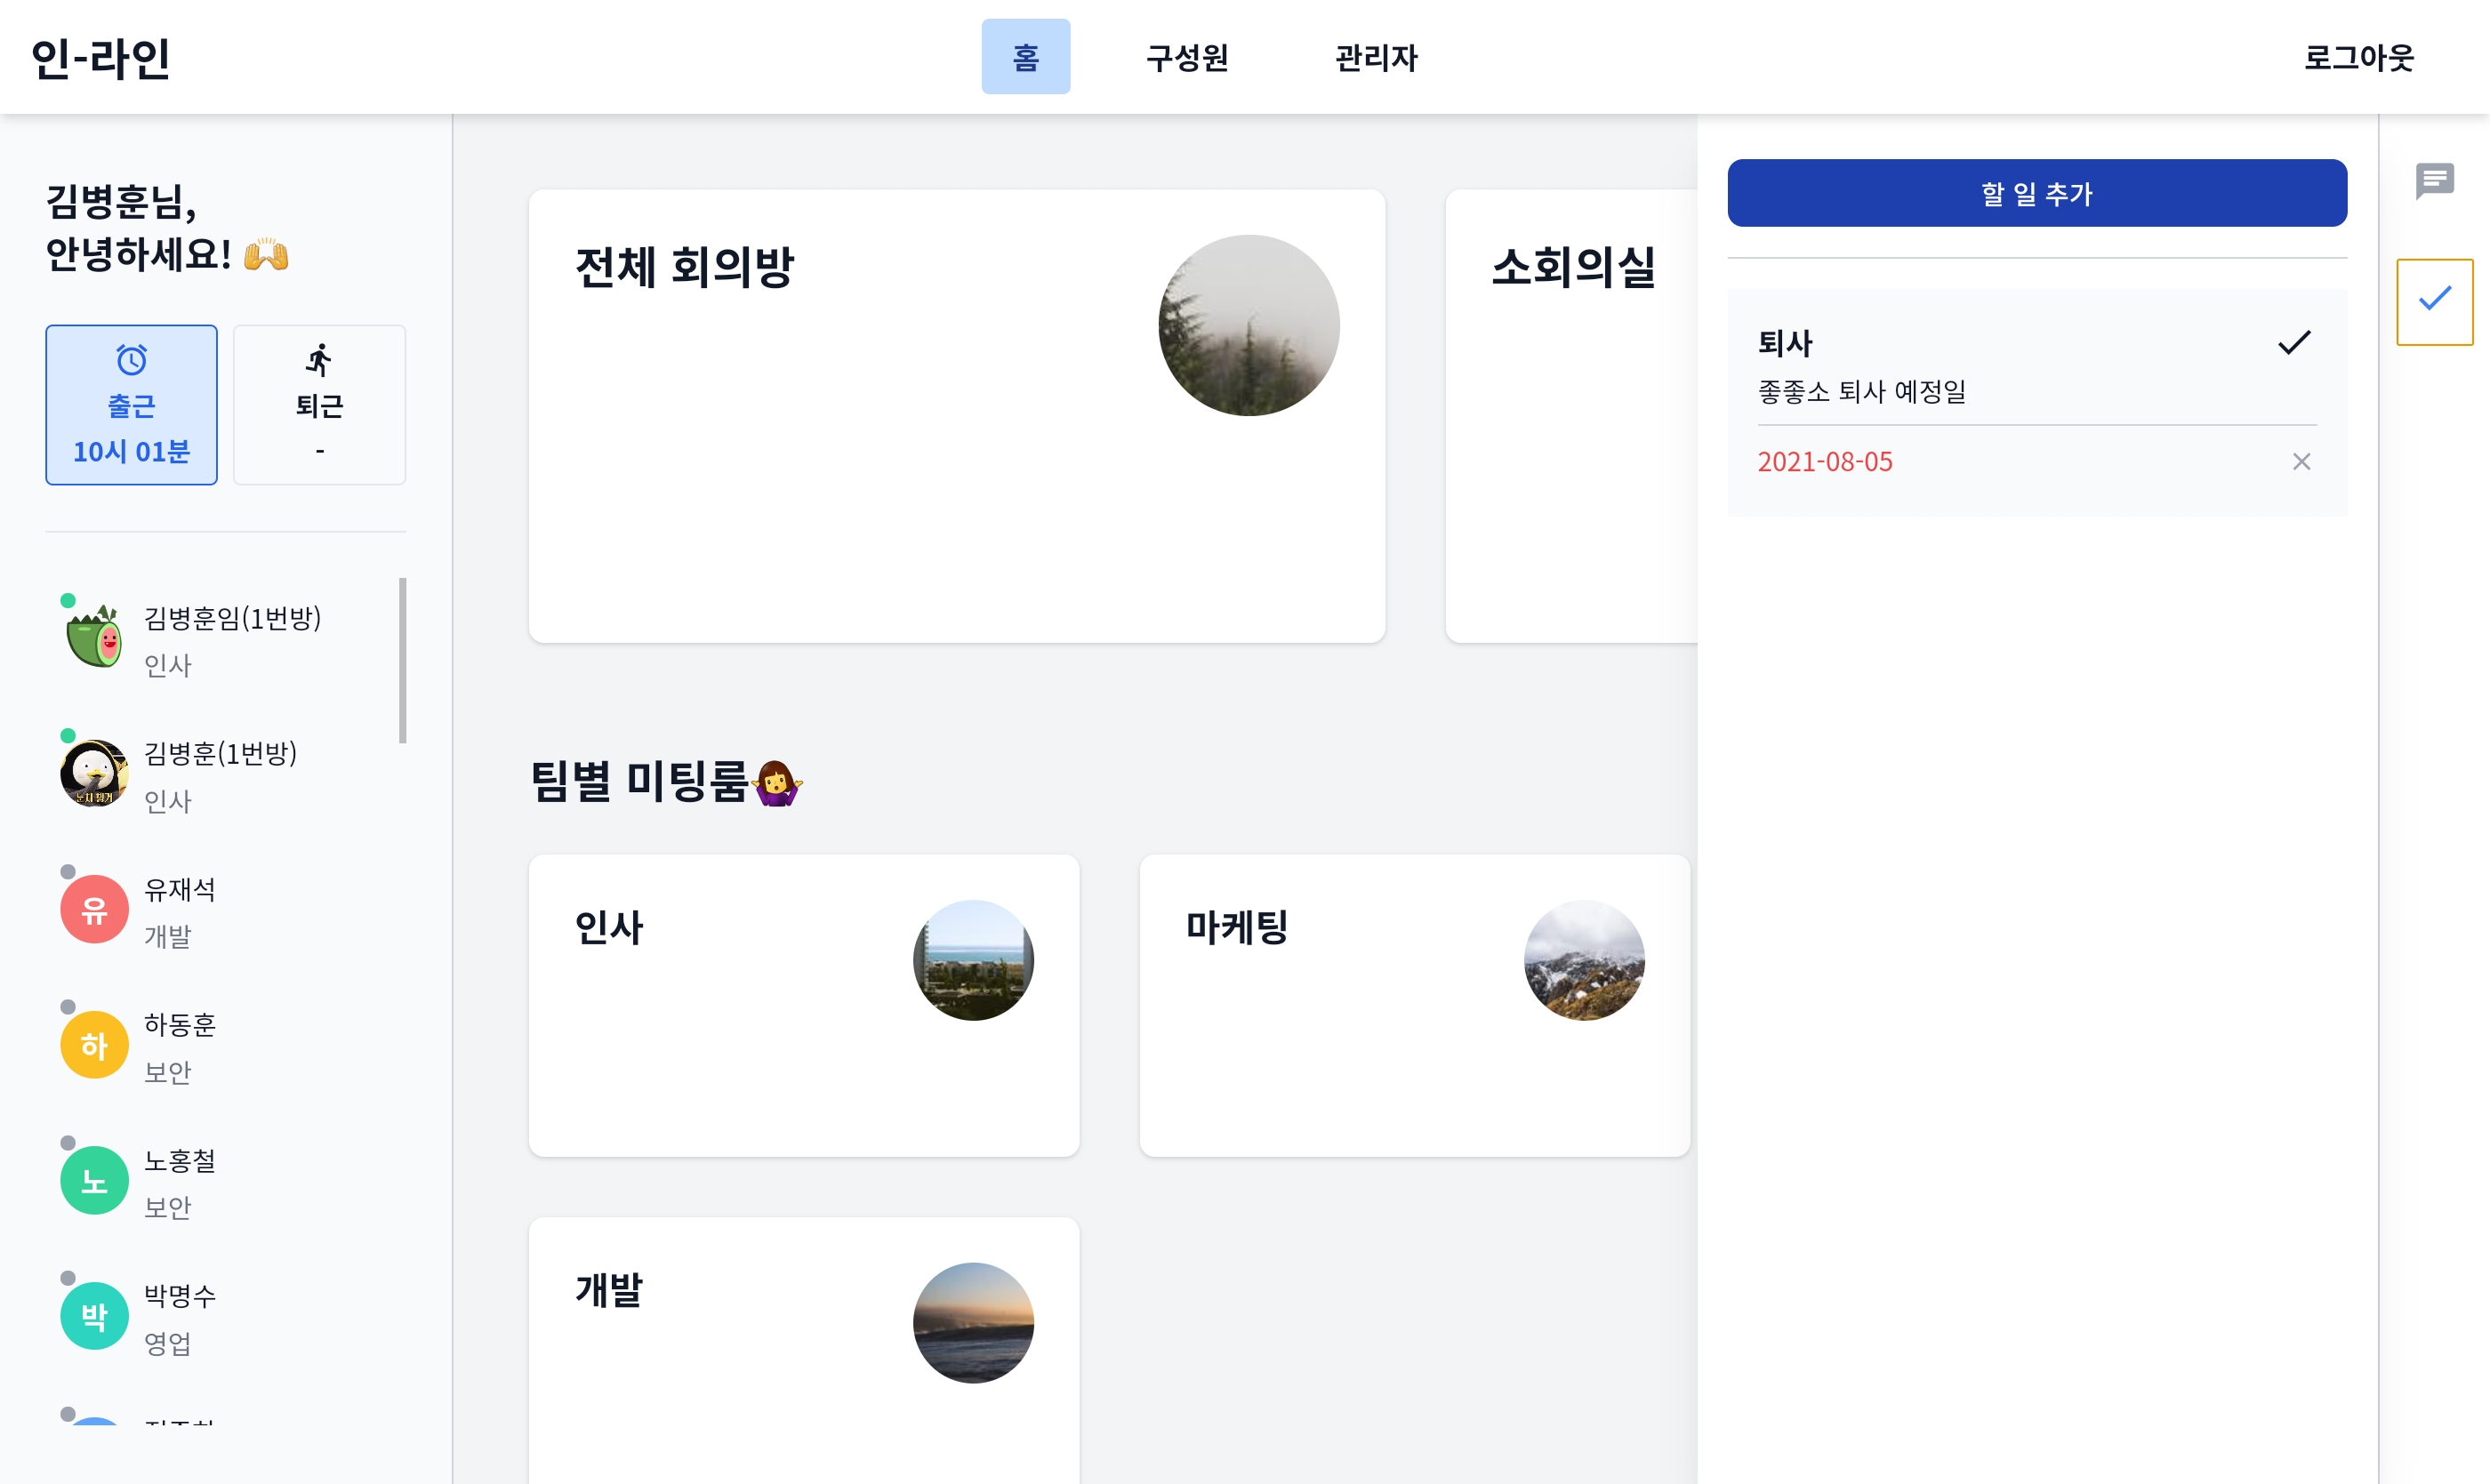 인-라인
홈
구성원
관리자
로그아웃
김병훈님,
안녕하세요! 🙌
출근
10시 01분
퇴근
-
김병훈임(1번방)
인사
김병훈(1번방)
인사
유
유재석
개발
하
하동훈
보안
노
노홍철
보안
박
박명수
영업
전체 회의방
소회의실
팀별 미팅룸🤷‍♀️
인사
마케팅
개발
할 일 추가
퇴사
좋좋소 퇴사 예정일
2021-08-05